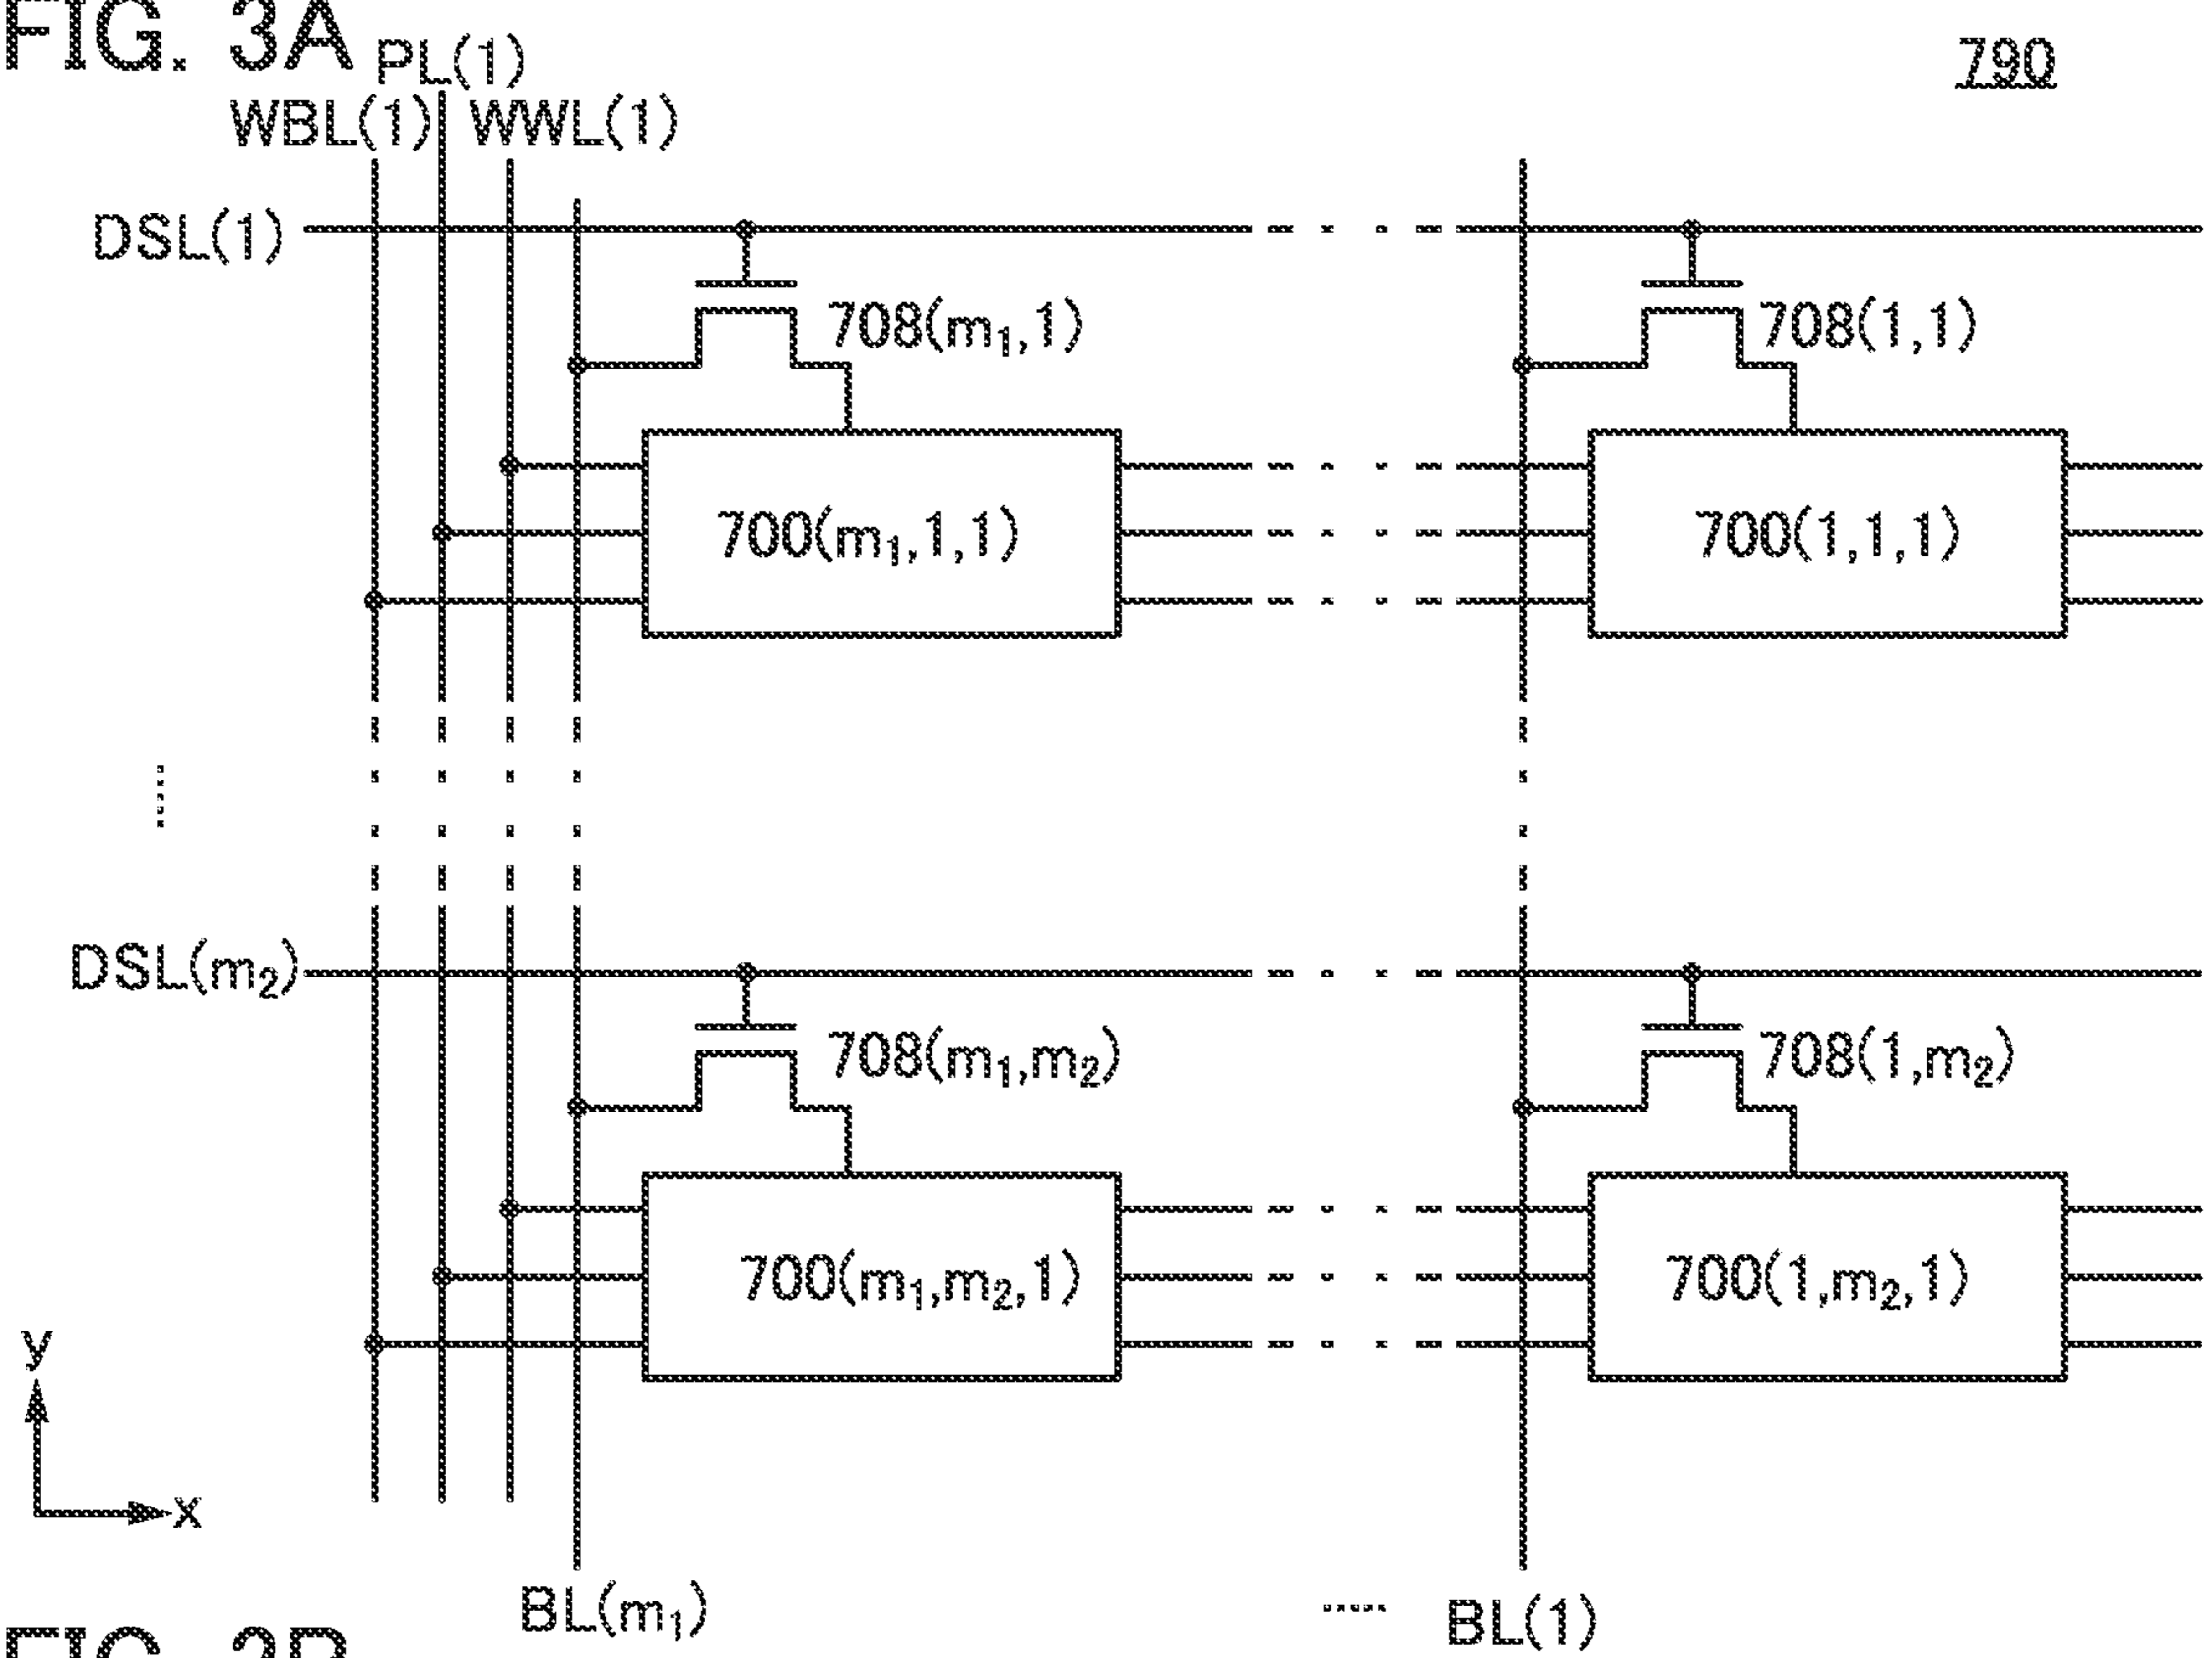 FIG. 3A
790
PL(1)
WBL(1) WWL(1)
DSL(1)
708(m₁,1)
708(1,1)
700(m₁,1,1)
700(1,1,1)
DSL(m₂)
708(m₁,m₂)
708(1,m₂)
700(m₁,m₂,1)
700(1,m₂,1)
y
x
BL(m₁)
BL(1)